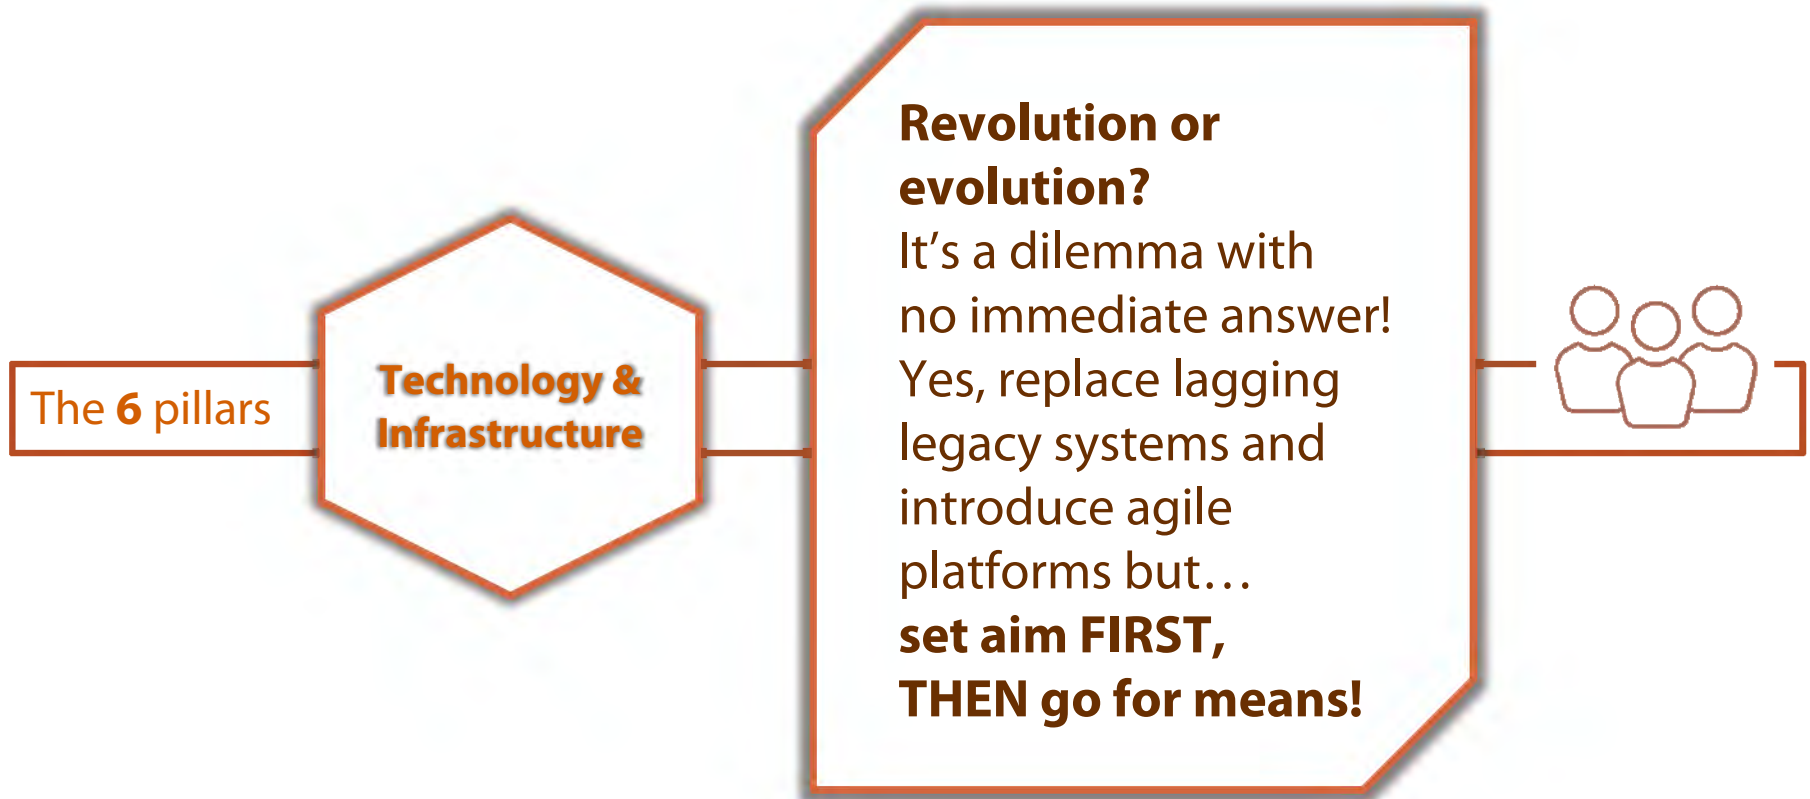 The 6 pillars
Technology &
Infrastructure
Revolution or
evolution?
It’s a dilemma with
no immediate answer!
Yes, replace lagging
legacy systems and
introduce agile
platforms but…
set aim FIRST,
THEN go for means!